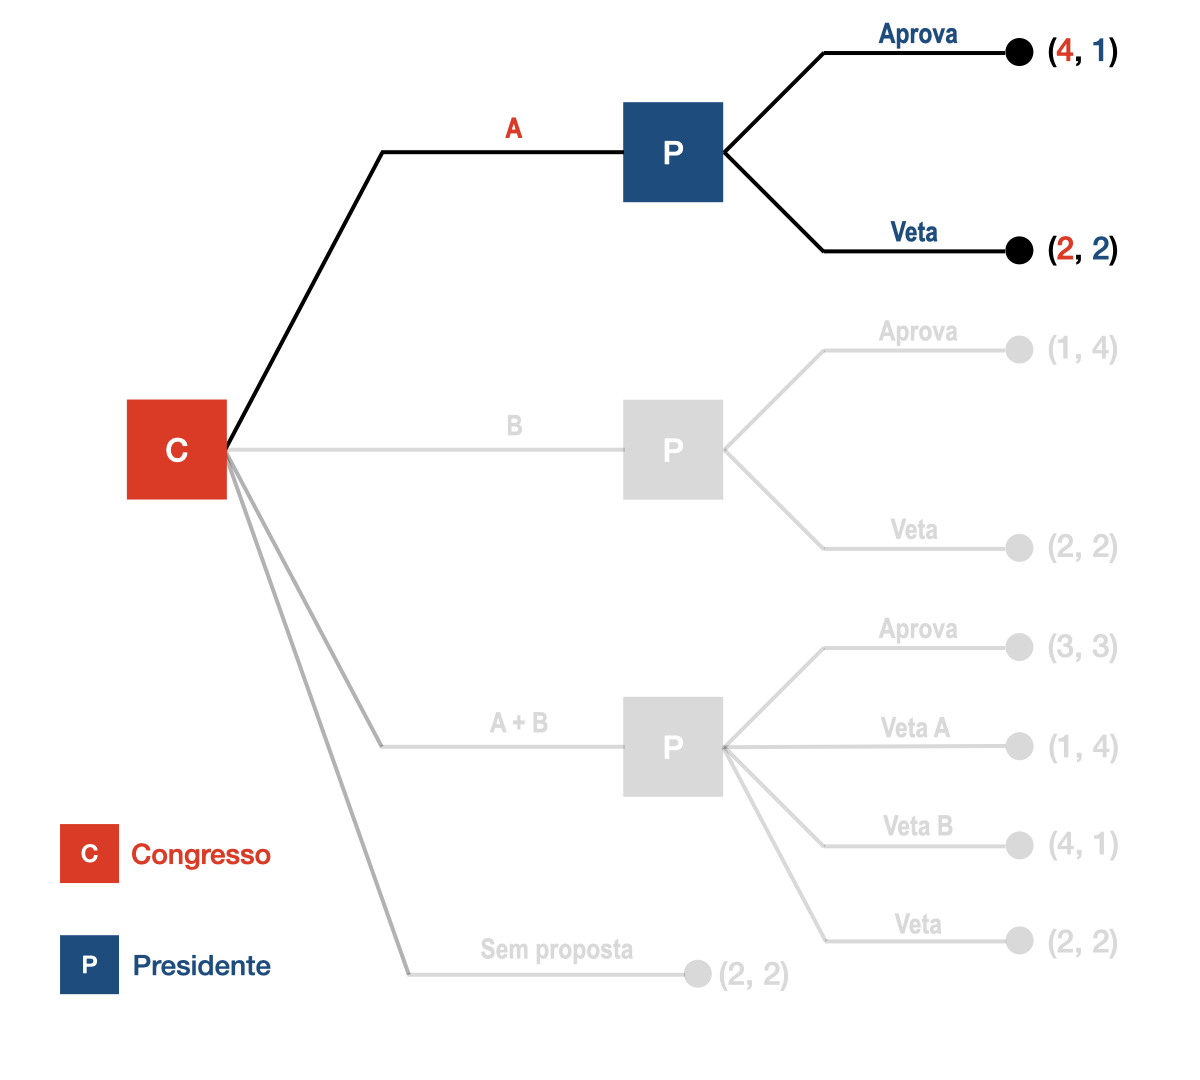 Aprova
(4, 1)
A
P
Veta
(2, 2)
Aprova
(1, 4)
C
B
P
Veta
(2, 2)
Aprova
(3, 3)
A + B
P
Veta A
(1, 4)
Veta B
(4, 1)
C Congresso
Veta
(2, 2)
Sem proposta
(2, 2)
P Presidente